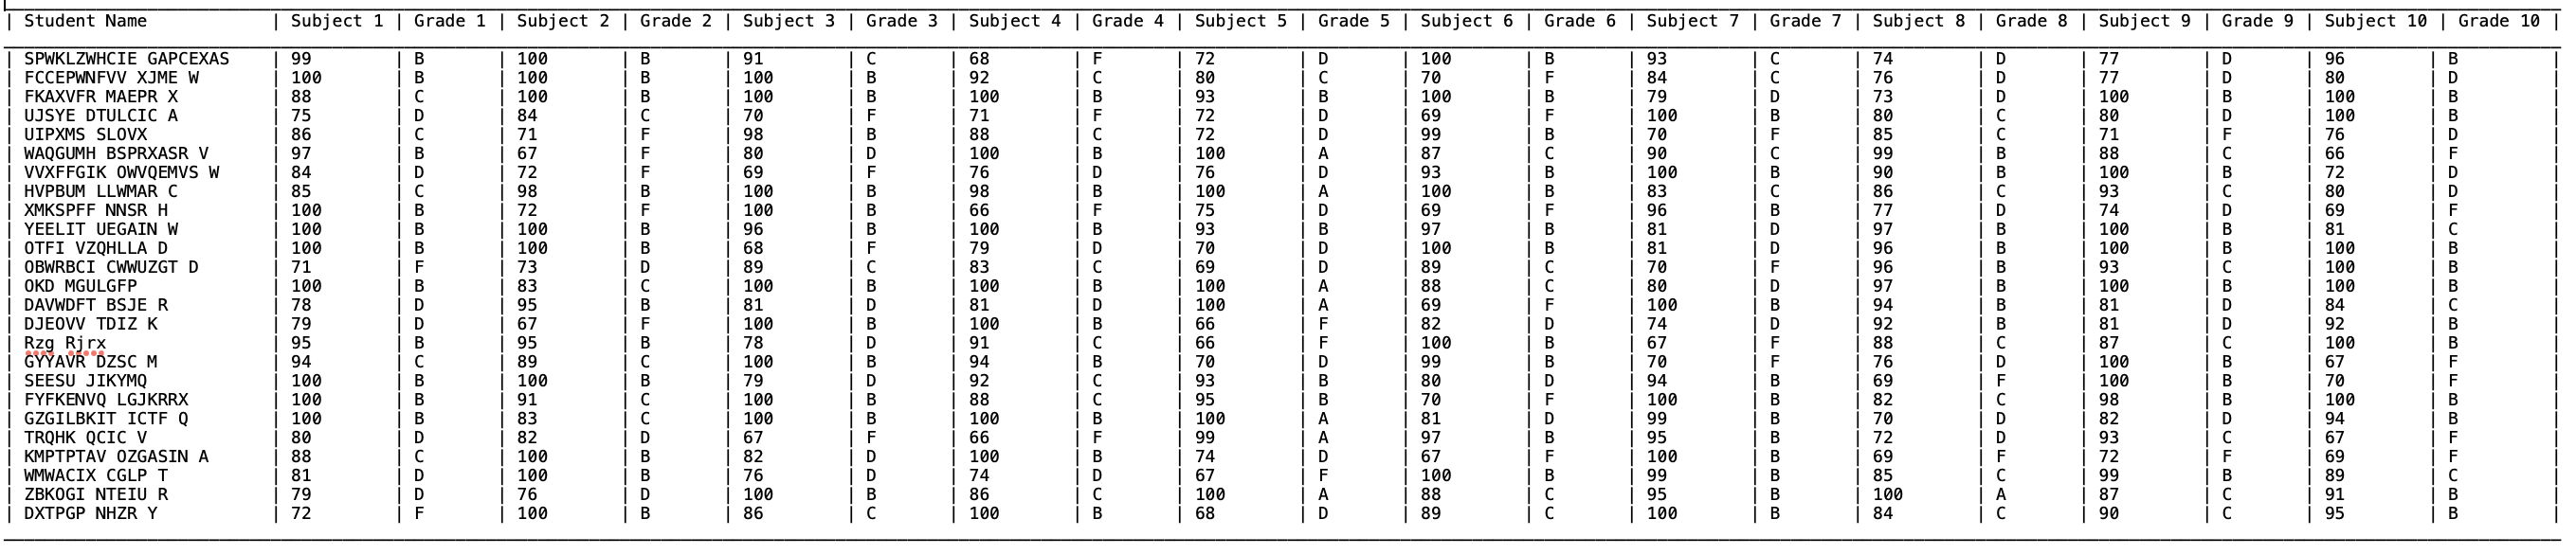 | Student Name | Subject 1 | Grade 1 | Subject 2 | Grade 2 | Subject 3 | Grade 3 | Subject 4 | Grade 4 | Subject 5 | Grade 5 | Subject 6 | Grade 6 | Subject 7 | Grade 7 | Subject 8 | Grade 8 | Subject 9 | Grade 9 | Subject 10 | Grade 10 |
| SPWKLZWHCIE GAPCEXAS | 99 | B | 100 | B | 91 | C | 68 | F | 72 | D | 100 | B | 93 | C | 74 | D | 77 | D | 96 | B |
| FCCEPWNFVV XJME W | 100 | B | 100 | B | 100 | B | 92 | C | 80 | C | 70 | F | 84 | C | 76 | D | 77 | D | 80 | D |
| FKAXVFR MAEPR X | 88 | C | 100 | B | 100 | B | 100 | B | 93 | B | 100 | B | 79 | D | 73 | D | 100 | B | 100 | B |
| UJSYE DTULCIC A | 75 | D | 84 | C | 70 | F | 71 | F | 72 | D | 69 | F | 100 | B | 80 | C | 80 | D | 100 | B |
| UIPXMS SLOVX | 86 | C | 71 | F | 98 | B | 88 | C | 72 | D | 99 | B | 70 | F | 85 | C | 71 | F | 76 | D |
| WAQGUMH BSPRXASR V | 97 | B | 67 | F | 80 | D | 100 | B | 100 | A | 87 | C | 90 | C | 99 | B | 88 | C | 66 | F |
| VVXFFGIK OWVQEMVS W | 84 | D | 72 | F | 69 | F | 76 | D | 76 | D | 93 | B | 100 | B | 90 | B | 100 | B | 72 | D |
| HVPBUM LLWMAR C | 85 | C | 98 | B | 100 | B | 98 | B | 100 | A | 100 | B | 83 | C | 86 | C | 93 | C | 80 | D |
| XMKSPFF NNSR H | 100 | B | 72 | F | 100 | B | 66 | F | 75 | D | 69 | F | 96 | B | 77 | D | 74 | D | 69 | F |
| YEELIT UEGAIN W | 100 | B | 100 | B | 96 | B | 100 | B | 93 | B | 97 | B | 81 | D | 97 | B | 100 | B | 81 | C |
| OTFI VZQHLLA D | 100 | B | 100 | B | 68 | F | 79 | D | 70 | D | 100 | B | 81 | D | 96 | B | 100 | B | 100 | B |
| OBWRBCI CWWUZGT D | 71 | F | 73 | D | 89 | C | 83 | C | 69 | D | 89 | C | 70 | F | 96 | B | 93 | C | 100 | B |
| OKD MGULGFP | 100 | B | 83 | C | 100 | B | 100 | B | 100 | A | 88 | C | 80 | D | 97 | B | 100 | B | 100 | B |
| DAVWDFT BSJE R | 78 | D | 95 | B | 81 | D | 81 | D | 100 | A | 69 | F | 100 | B | 94 | B | 81 | D | 84 | C |
| DJEOVV TDIZ K | 79 | D | 67 | F | 100 | B | 100 | B | 66 | F | 82 | D | 74 | D | 92 | B | 81 | D | 92 | B |
| Rzg Rjrx | 95 | B | 95 | B | 78 | D | 91 | C | 66 | F | 100 | B | 67 | F | 88 | C | 87 | C | 100 | B |
| GYYAVR DZSC M | 94 | C | 89 | C | 100 | B | 94 | B | 70 | D | 99 | B | 70 | F | 76 | D | 100 | B | 67 | F |
| SEESU JIKYMQ | 100 | B | 100 | B | 79 | D | 92 | C | 93 | B | 80 | D | 94 | B | 69 | F | 100 | B | 70 | F |
| FYFKENVQ LGJKRRX | 100 | B | 91 | C | 100 | B | 88 | C | 95 | B | 70 | F | 100 | B | 82 | C | 98 | B | 100 | B |
| GZGILBKIT ICTF Q | 100 | B | 83 | C | 100 | B | 100 | B | 100 | A | 81 | D | 99 | B | 70 | D | 82 | D | 94 | B |
| TRQHK QCIC V | 80 | D | 82 | D | 67 | F | 66 | F | 99 | A | 97 | B | 95 | B | 72 | D | 93 | C | 67 | F |
| KMPTPTAV OZGASIN A | 88 | C | 100 | B | 82 | D | 100 | B | 74 | D | 67 | F | 100 | B | 69 | F | 72 | F | 69 | F |
| WMWACIX CGLP T | 81 | D | 100 | B | 76 | D | 74 | D | 67 | F | 100 | B | 99 | B | 85 | C | 99 | B | 89 | C |
| ZBKOGI NTEIU R | 79 | D | 76 | D | 100 | B | 86 | C | 100 | A | 88 | C | 95 | B | 100 | A | 87 | C | 91 | B |
| DXTPGP NHZR Y | 72 | F | 100 | B | 86 | C | 100 | B | 68 | D | 89 | C | 100 | B | 84 | C | 90 | C | 95 | B |